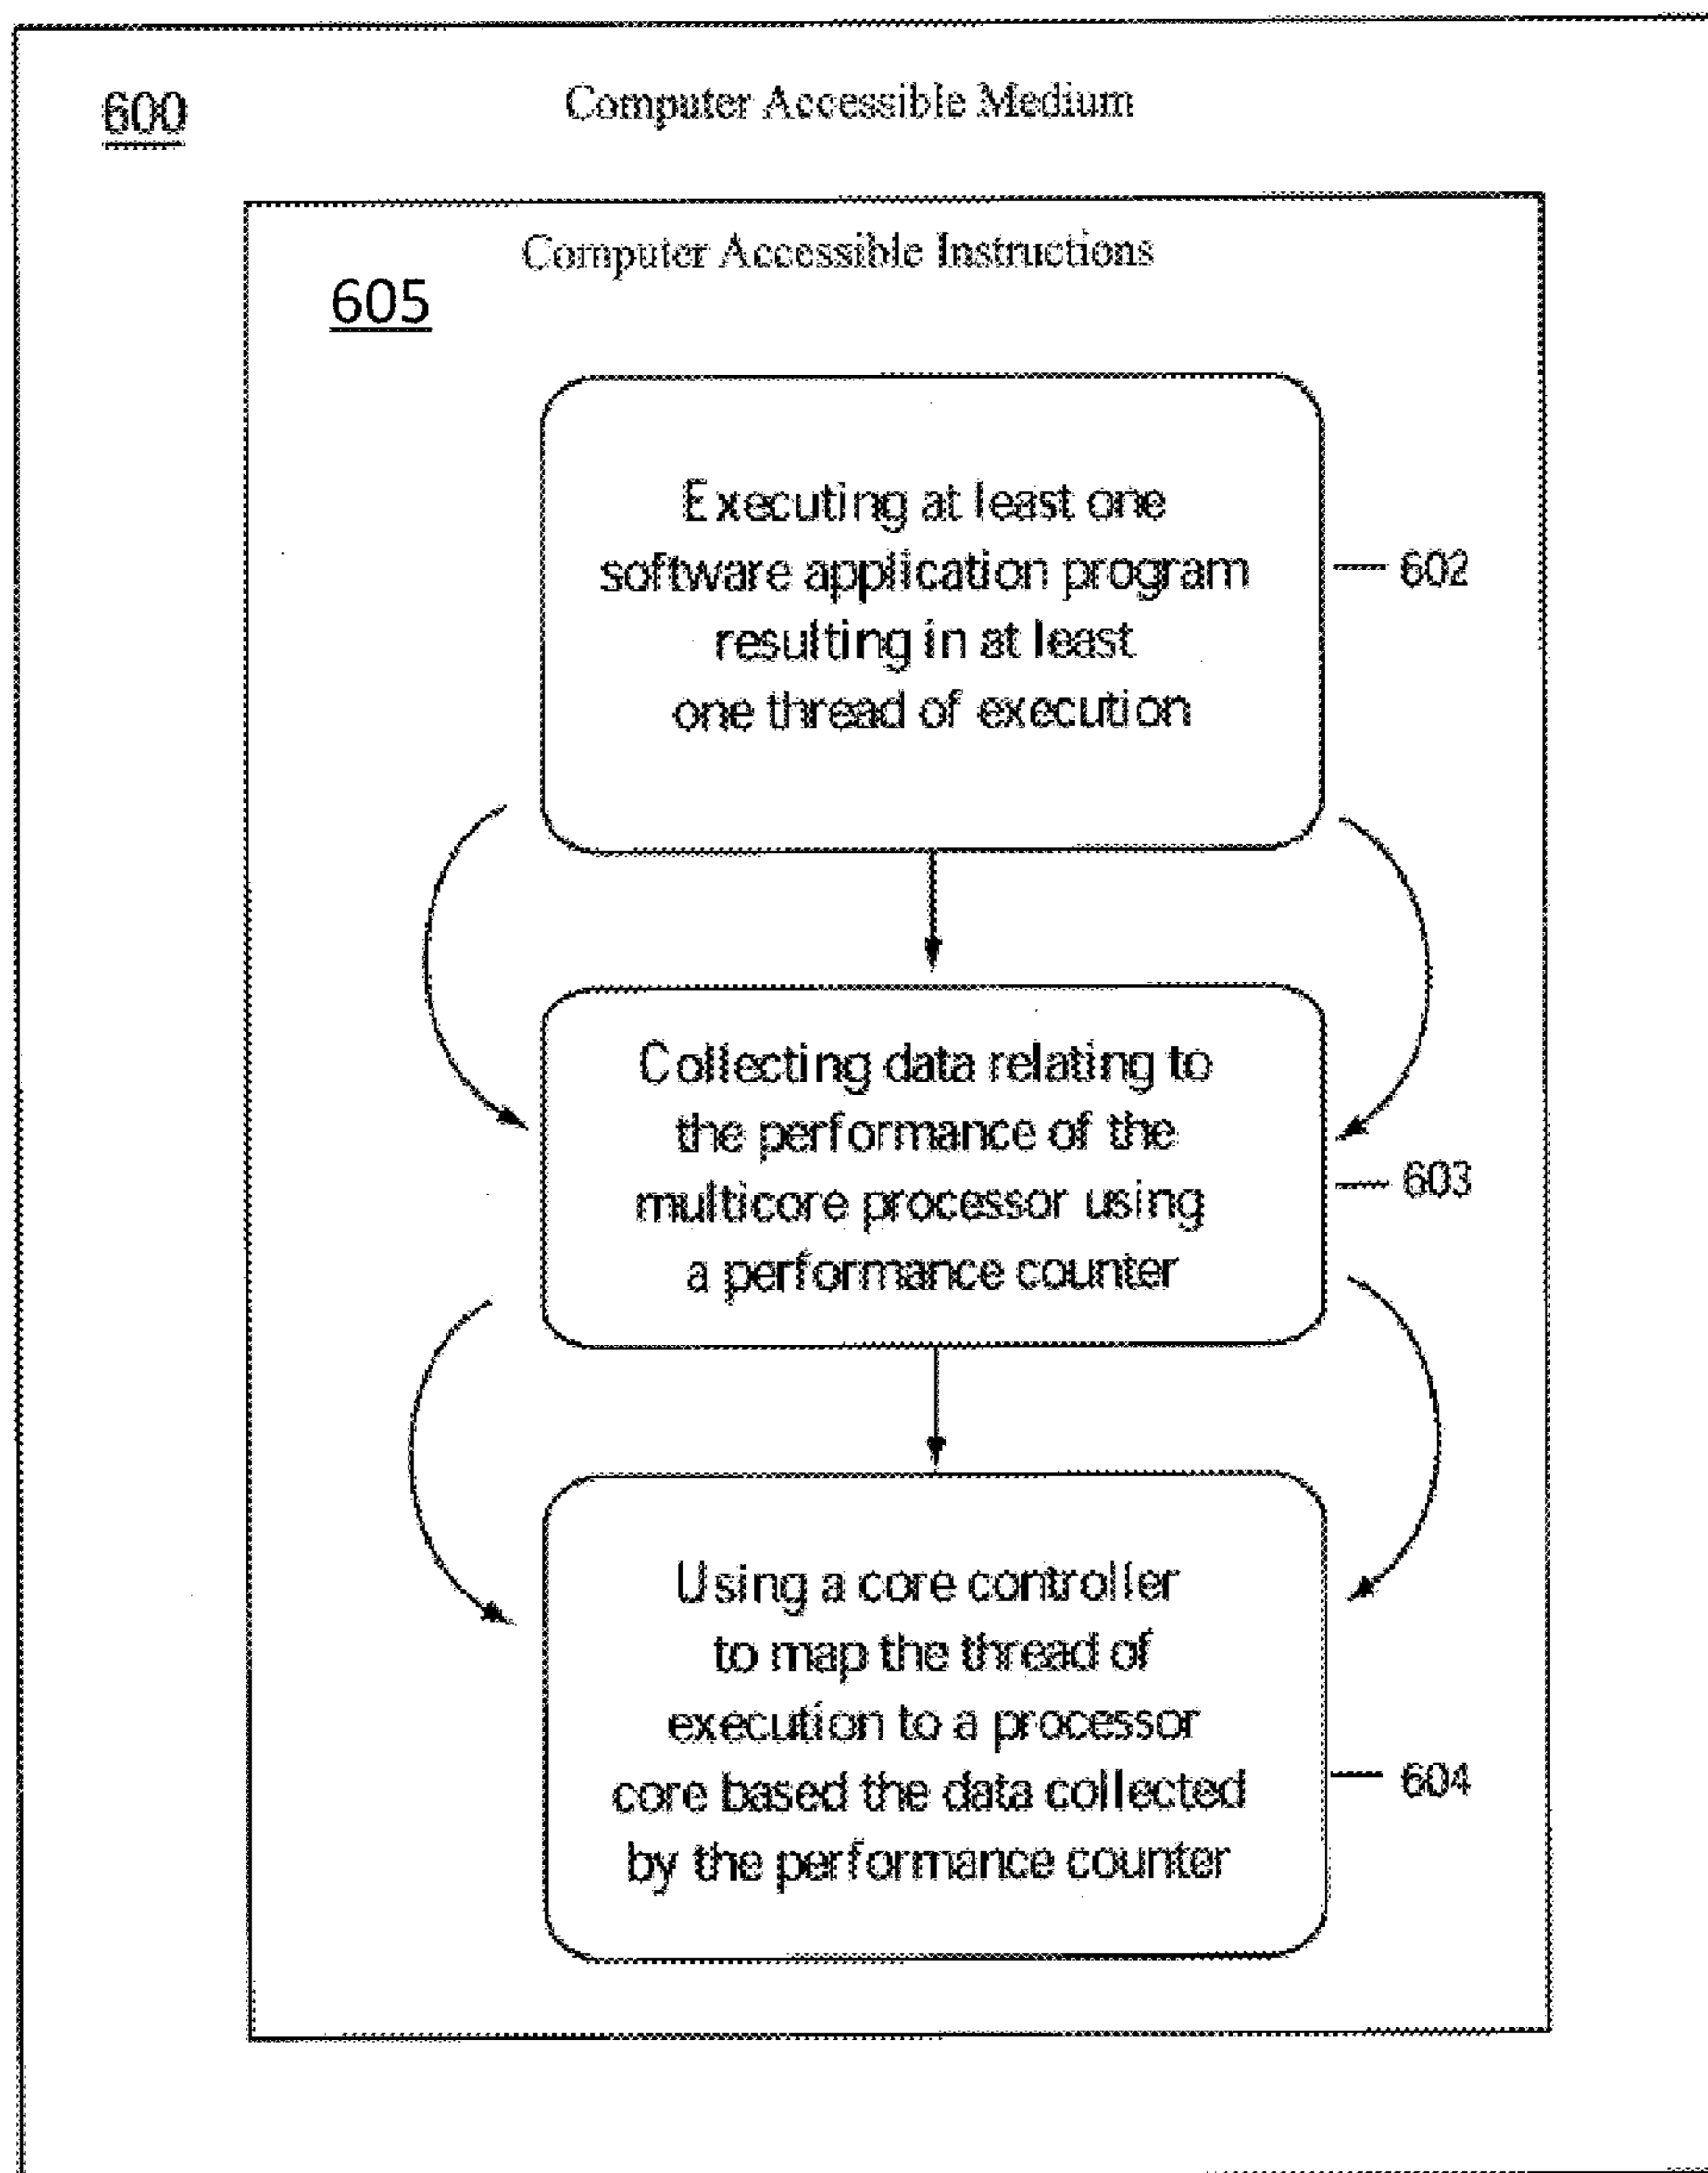 600
Computer Accessible Medium
Computer Accessible Instructions
605
Executing at least one
software application program
resulting in at least
one thread of execution
602
Collecting data relating to
the performance of the
multicore processor using
a performance counter
603
Using a core controller
to map the thread of
execution to a processor
core based the data collected
by the performance counter
604